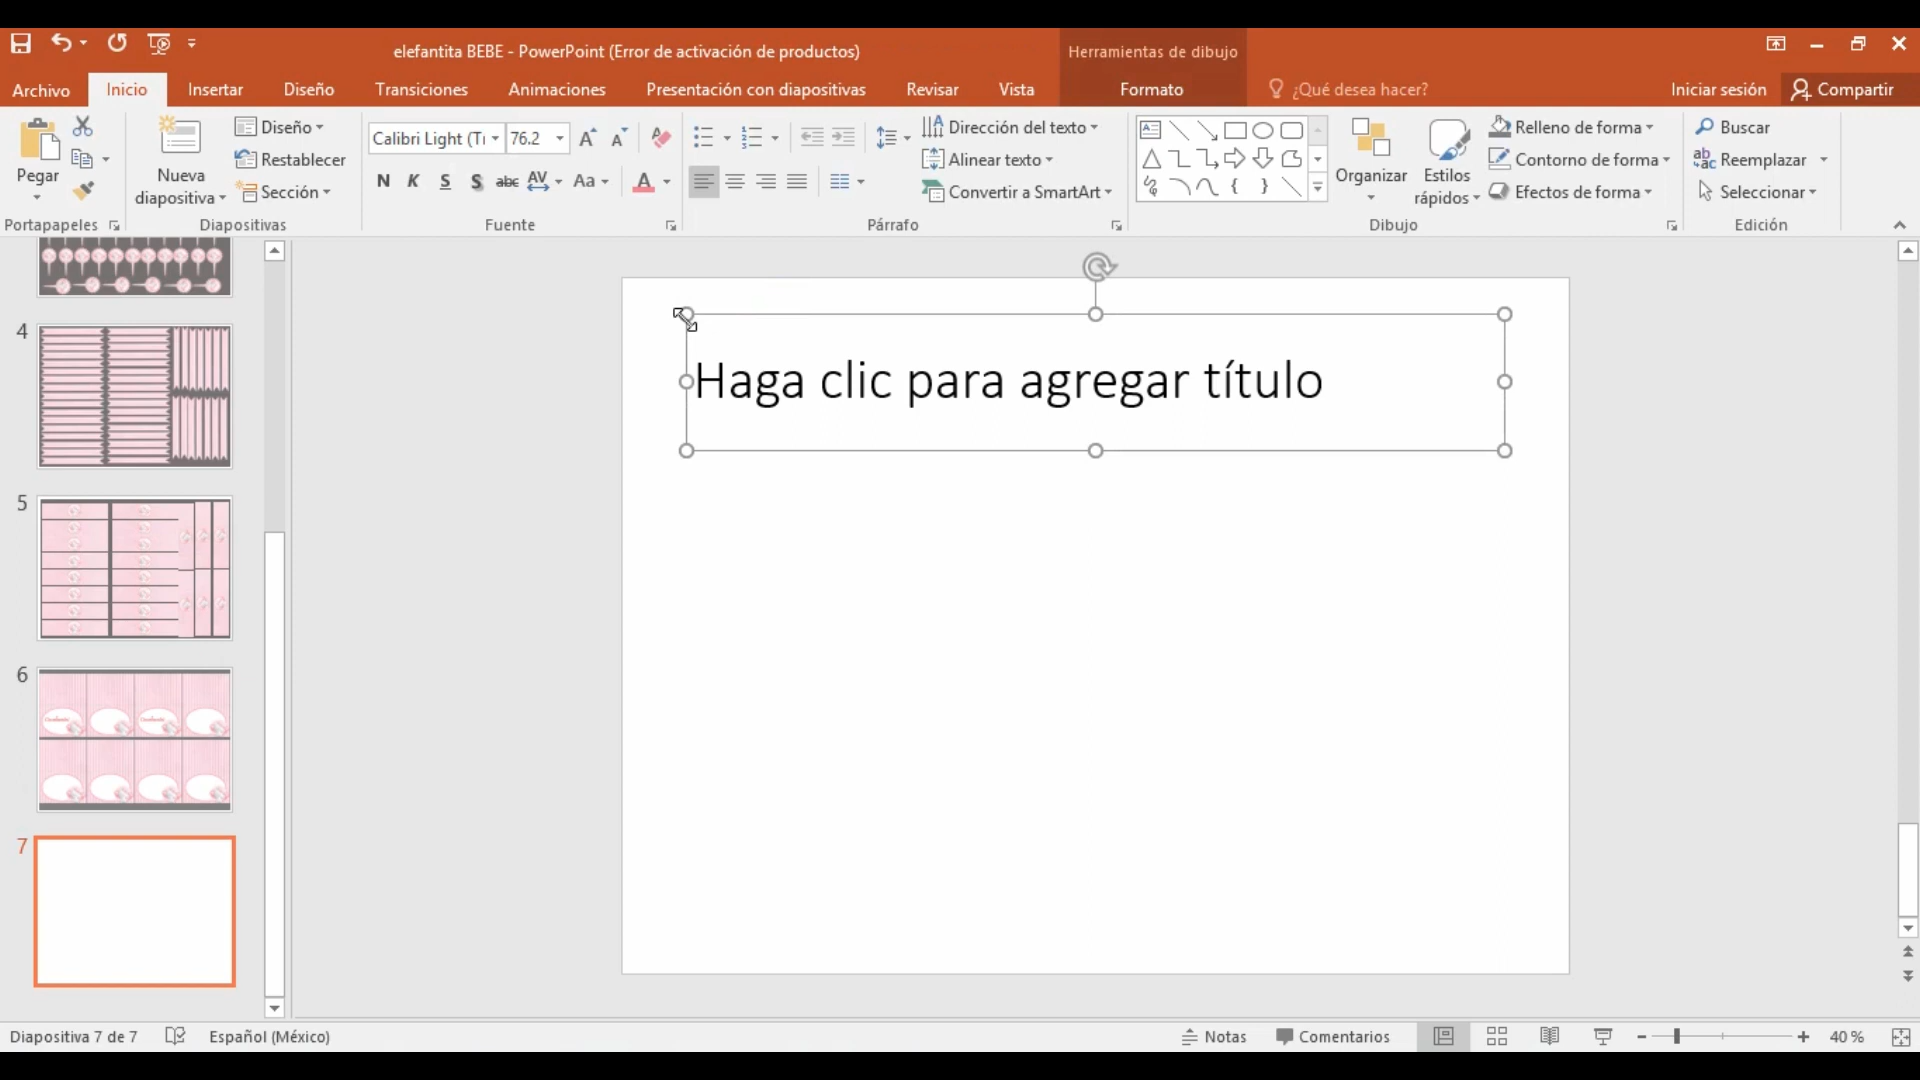 elefantita BEBE - PowerPoint (Error de activación de productos)
Herramientas de dibujo
Archivo
Inicio
Insertar
Diseño
Transiciones
Animaciones
Presentación con diapositivas
Revisar
Vista
Formato
¿Qué desea hacer?
Iniciar sesión
Compartir
Pegar
Portapapeles
Nueva
diapositiva
Diseño
Restablecer
Sección
Diapositivas
Calibri Light (Tí
76.2
N K S S abc AV Aa A
Fuente
Dirección del texto
Alinear texto
Convertir a SmartArt
Párrafo
Organizar
Estilos
rápidos
Relleno de forma
Contorno de forma
Efectos de forma
Dibujo
Buscar
Reemplazar
Seleccionar
Edición
4
5
6
7
Haga clic para agregar título
Diapositiva 7 de 7
Español (México)
Notas
Comentarios
40 %